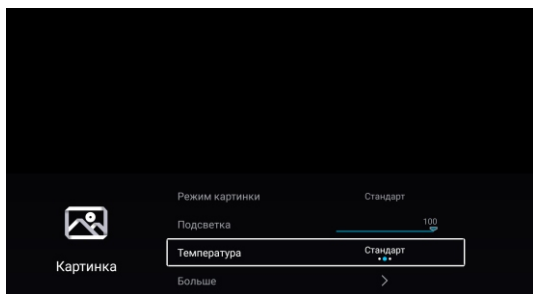 Режим картинки Стандарт
Подсветка 100
Температура Стандарт
Картинка
Больше